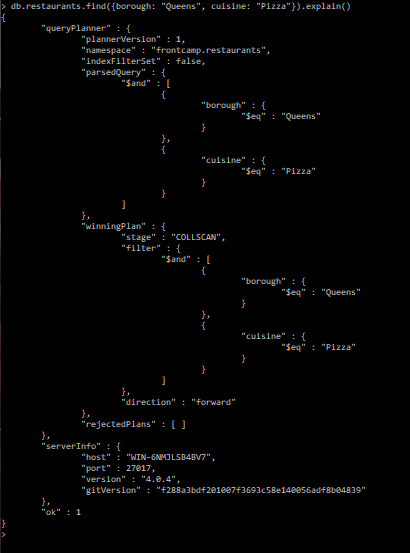 > db.restaurants.find({borough: "Queens", cuisine: "Pizza"}).explain()
{
"queryPlanner" : {
"plannerVersion" : 1,
"namespace" : "frontcamp.restaurants",
"indexFilterSet" : false,
"parsedQuery" : {
"$and" : [
{
"borough" : {
"$eq" : "Queens"
}
},
{
"cuisine" : {
"$eq" : "Pizza"
}
}
]
},
"winningPlan" : {
"stage" : "COLLSCAN",
"filter" : {
"$and" : [
{
"borough" : {
"$eq" : "Queens"
}
},
{
"cuisine" : {
"$eq" : "Pizza"
}
}
]
},
"direction" : "forward"
},
"rejectedPlans" : [ ]
},
"serverInfo" : {
"host" : "WIN-6NMJLSB4BV7",
"port" : 27017,
"version" : "4.0.4",
"gitVersion" : "f288a3bdf201007f3693c58e140056adf8b04839"
},
"ok" : 1
}
>